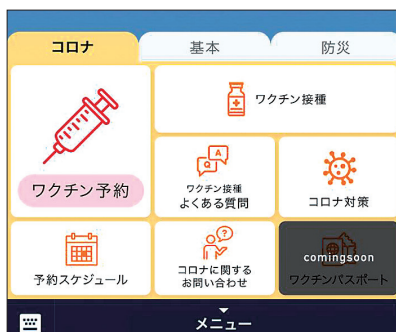 コロナ
基本
防災
ワクチン予約
ワクチン接種
Q
A
ワクチン接種
よくある質問
コロナ対策
予約スケジュール
?
コロナに関する
お問い合わせ
comingsoon
ワクチンパスポート
メニュー